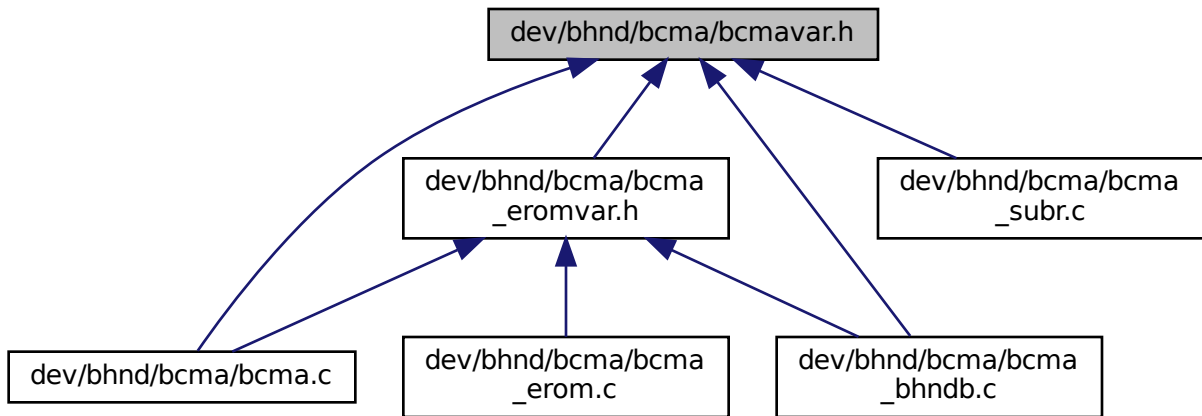 dev/bhnd/bcma/bcmavar.h
dev/bhnd/bcma/bcma
_eromvar.h
dev/bhnd/bcma/bcma
_subr.c
dev/bhnd/bcma/bcma.c
dev/bhnd/bcma/bcma
_erom.c
dev/bhnd/bcma/bcma
_bhndb.c